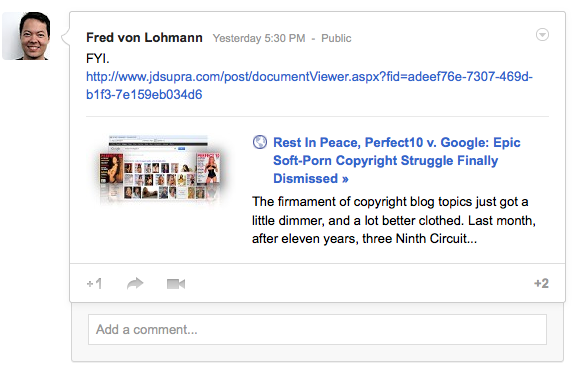 Fred von Lohmann Yesterday 5:30 PM - Public
FYI.
http://www.jdsupra.com/post/documentViewer.aspx?fid=adeef76e-7307-469d-
b1f3-7e159eb034d6
PERFECT 10
Rest In Peace, Perfect10 v. Google: Epic
Soft-Porn Copyright Struggle Finally
Dismissed »
The firmament of copyright blog topics just got a
little dimmer, and a lot better clothed. Last month,
after eleven years, three Ninth Circuit...
+1
+2
Add a comment...